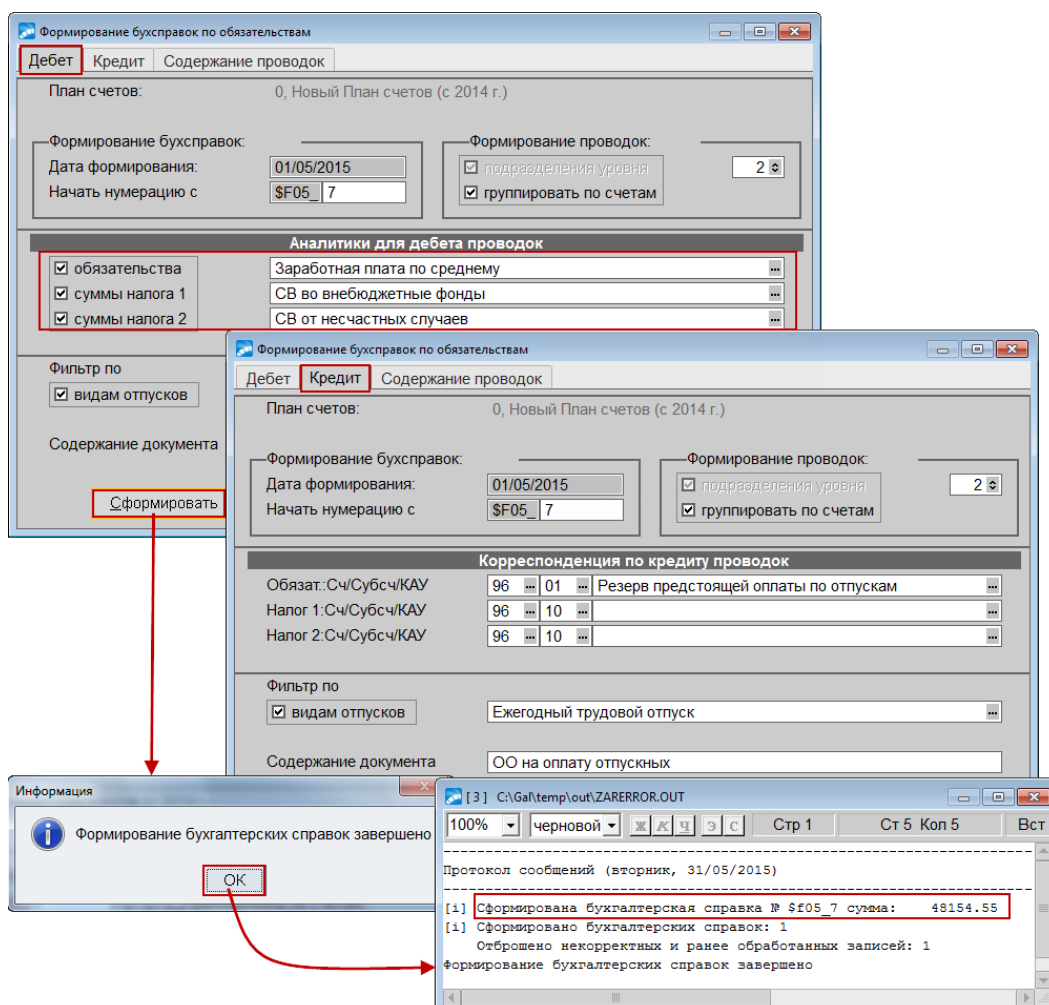 Формирование бухсправок по обязательствам
Дебет Кредит Содержание проводок
План счетов: 0, Новый План счетов (с 2014 г.)
Формирование бухсправок: Формирование проводок:
Дата формирования: 01/05/2015 подразделения уровня 2
Начать нумерацию с $F05_ 7 группировать по счетам
Аналитики для дебета проводок
обязательства Заработная плата по среднему
суммы налога 1 СВ во внебюджетные фонды
суммы налога 2 СВ от несчастных случаев
Фильтр по
видам отпусков
Содержание документа
Сформировать
Формирование бухсправок по обязательствам
Дебет Кредит Содержание проводок
План счетов: 0, Новый План счетов (с 2014 г.)
Формирование бухсправок: Формирование проводок:
Дата формирования: 01/05/2015 подразделения уровня 2
Начать нумерацию с $F05_ 7 группировать по счетам
Корреспонденция по кредиту проводок
Обязат.:Сч/Субсч/КАУ 96 01 Резерв предстоящей оплаты по отпускам
Налог 1:Сч/Субсч/КАУ 96 10
Налог 2:Сч/Субсч/КАУ 96 10
Фильтр по
видам отпусков Ежегодный трудовой отпуск
Содержание документа ОО на оплату отпускных
Информация
Формирование бухгалтерских справок завершено
OK
[ 3 ] C:\Gal\temp\out\ZARERROR.OUT
100% черновой Ж К Ч Э С Стр 1 Ст 5 Кол 5 Вст
Протокол сообщений (вторник, 31/05/2015)
[i] Сформирована бухгалтерская справка № $f05_7 сумма: 48154.55
[i] Сформировано бухгалтерских справок: 1
Отброшено некорректных и ранее обработанных записей: 1
Формирование бухгалтерских справок завершено